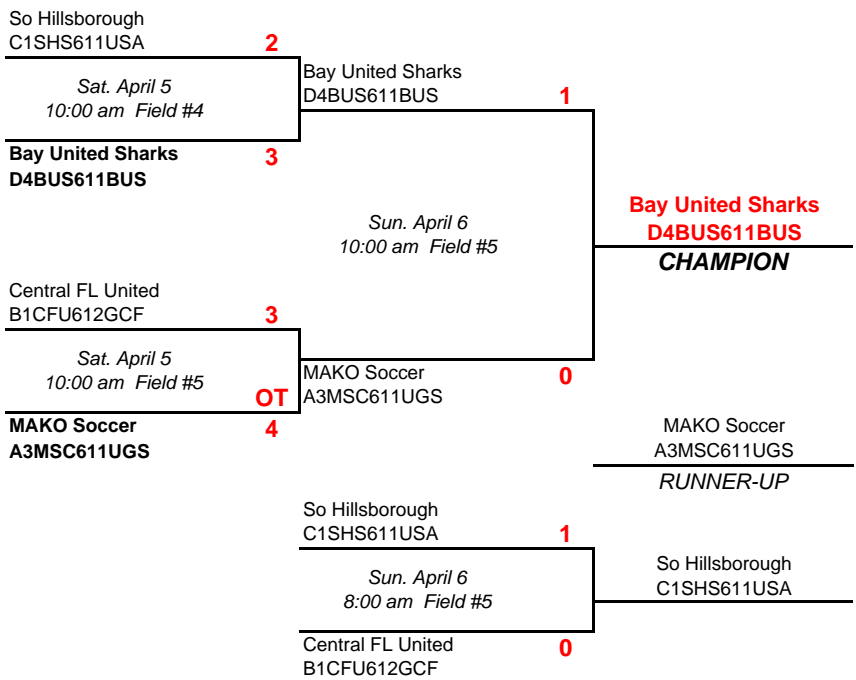 So Hillsborough
C1SHS611USA
2
Sat. April 5
10:00 am Field #4
Bay United Sharks
D4BUS611BUS
3
Bay United Sharks
D4BUS611BUS
1
Sun. April 6
10:00 am Field #5
Bay United Sharks
D4BUS611BUS
CHAMPION
Central FL United
B1CFU612GCF
3
Sat. April 5
10:00 am Field #5
OT
MAKO Soccer
A3MSC611UGS
4
MAKO Soccer
A3MSC611UGS
0
MAKO Soccer
A3MSC611UGS
RUNNER-UP
So Hillsborough
C1SHS611USA
1
Sun. April 6
8:00 am Field #5
Central FL United
B1CFU612GCF
0
So Hillsborough
C1SHS611USA